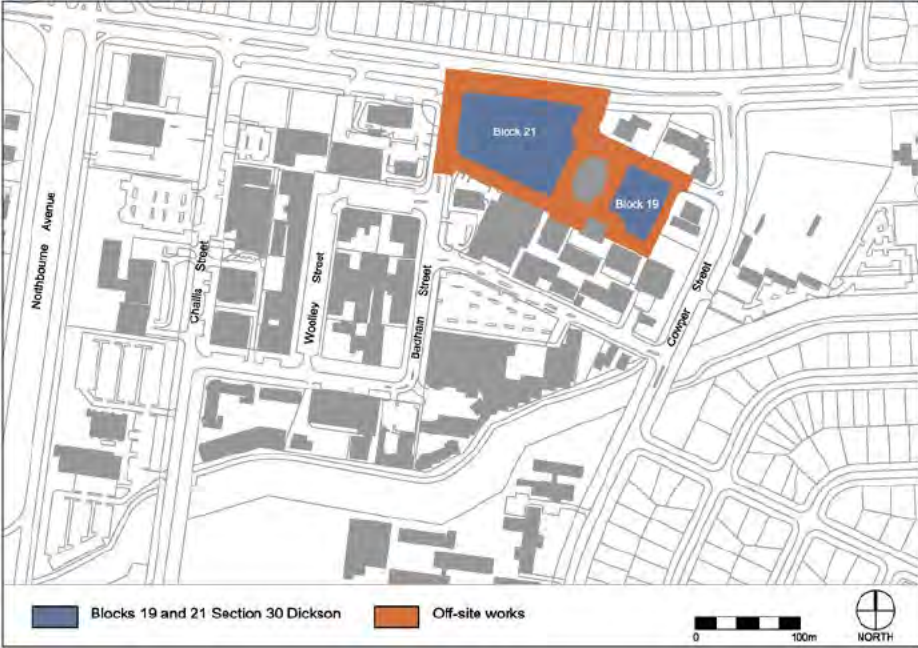 Block 21
Block 19
Northbourne Avenue
Challis Street
Woolley Street
Badham Street
Cowper Street
Blocks 19 and 21 Section 30 Dickson
Off-site works
0 100m
NORTH